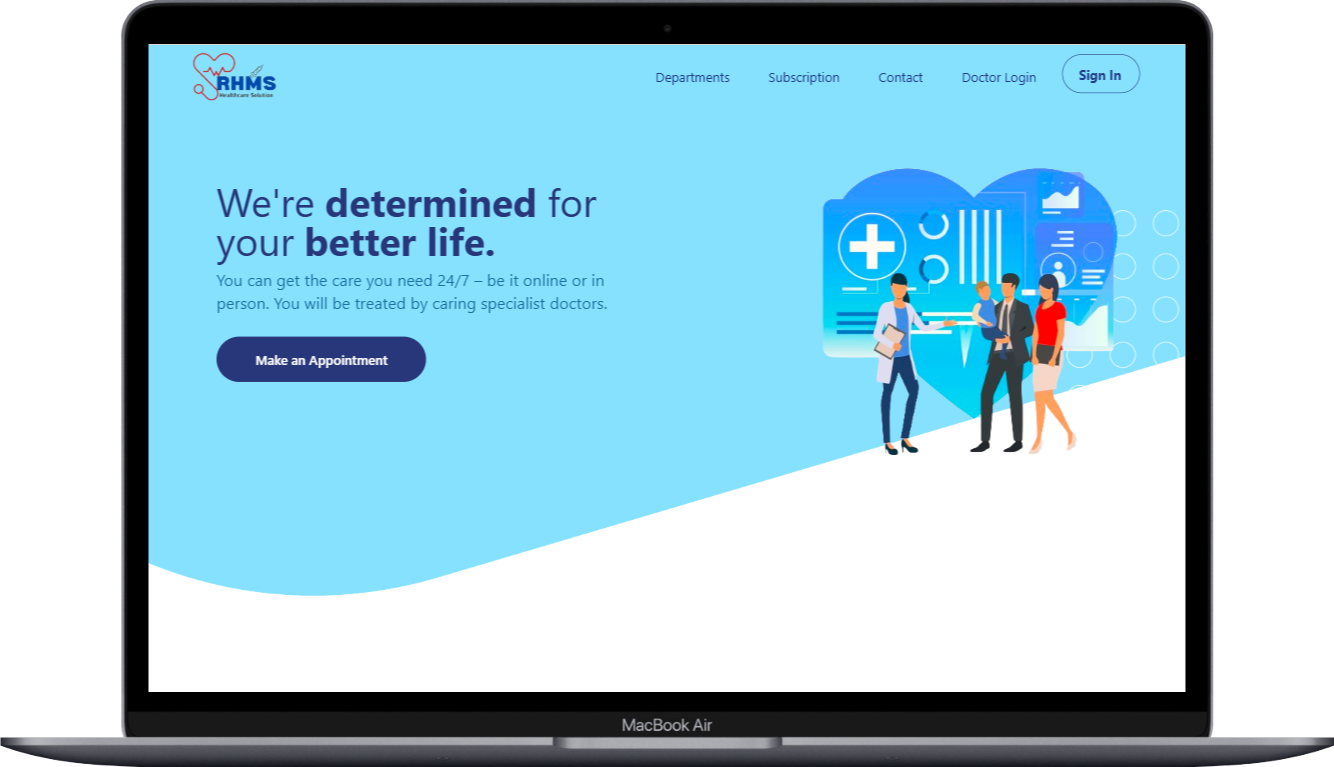 RHMS
Healthcare Solution
Departments Subscription Contact Doctor Login Sign In
We're determined for
your better life.
You can get the care you need 24/7 – be it online or in
person. You will be treated by caring specialist doctors.
Make an Appointment
MacBook Air